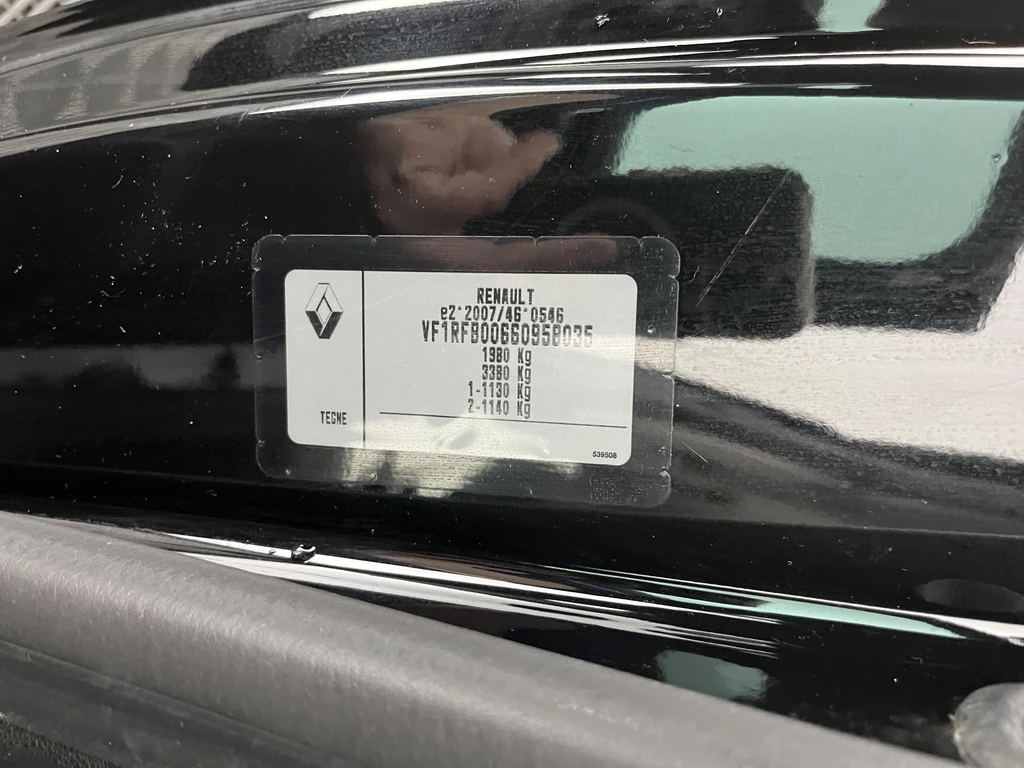 RENAULT
e2*2007/46*0546
VF1RFB00660958035
1980 Kg
3380 Kg
1-1130 Kg
2-1140 Kg
TEGNE
539508